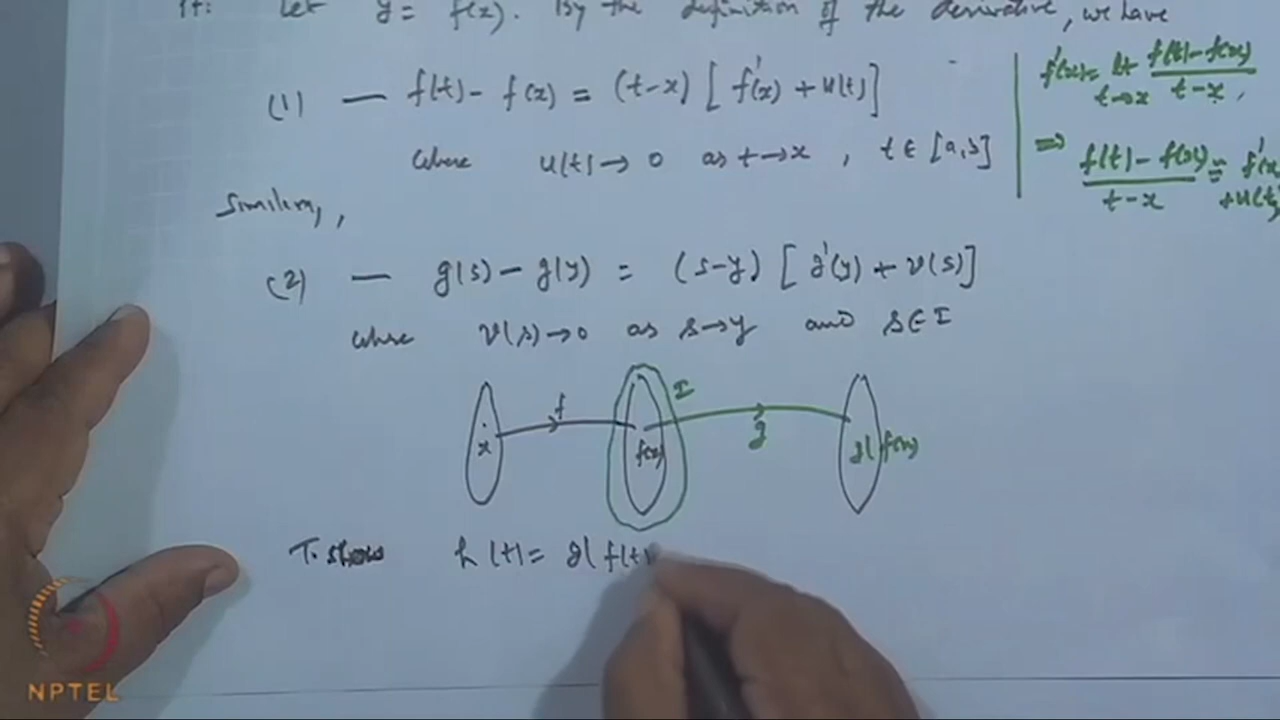 Pf: Let y = f(x). By the definition of the derivative, we have
(1) — f(t) - f(x) = (t-x) [ f'(x) + u(t) ]
where u(t) → 0 as t → x , t ∈ [a,b]
f'(x) = lt f(t) - f(x) / t - x ,
t→x
⇒ f(t) - f(x) / t - x = f'(x
+ u(t)
Similarly,
(2) — g(s) - g(y) = (s-y) [ g'(y) + v(s) ]
where v(s) → 0 as s → y and s ∈ I
f I g
x f(x) g(f(x)
T. show h(t) = g(f(t)
NPTEL